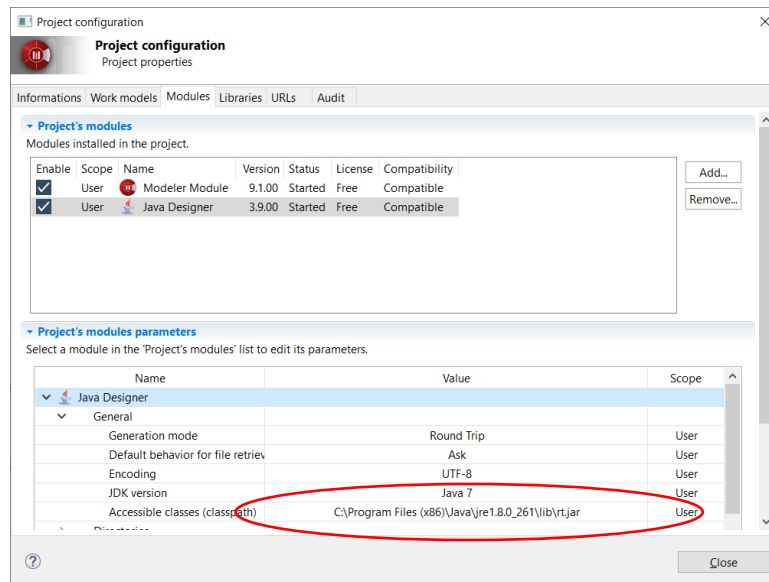 Project configuration
Project configuration
Project properties
Informations Work models Modules Libraries URLs Audit
Project's modules
Modules installed in the project.
Enable Scope Name Version Status License Compatibility
User Modeler Module 9.1.00 Started Free Compatible
User Java Designer 3.9.00 Started Free Compatible
Add...
Remove...
Project's modules parameters
Select a module in the 'Project's modules' list to edit its parameters.
Name Value Scope
Java Designer
General
Generation mode Round Trip User
Default behavior for file retriev Ask User
Encoding UTF-8 User
JDK version Java 7 User
Accessible classes (classpath) C:\Program Files (x86)\Java\jre1.8.0_261\lib\rt.jar User
Close